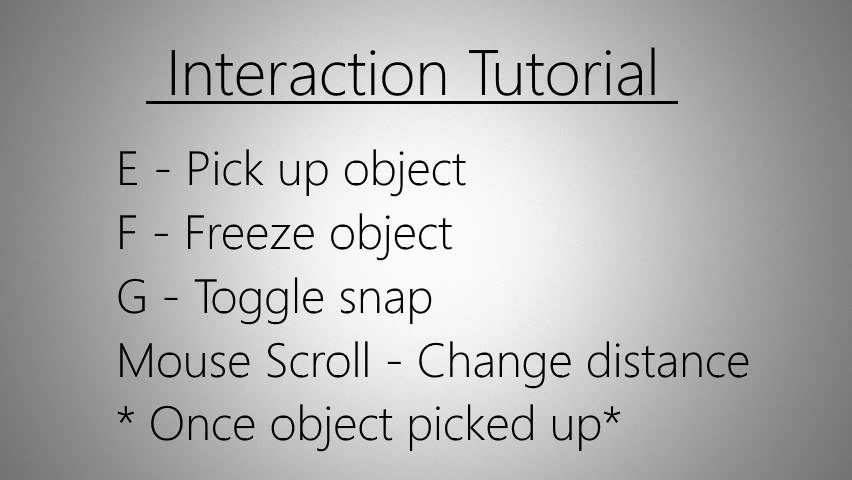 Interaction Tutorial
E - Pick up object
F - Freeze object
G - Toggle snap
Mouse Scroll - Change distance
* Once object picked up*